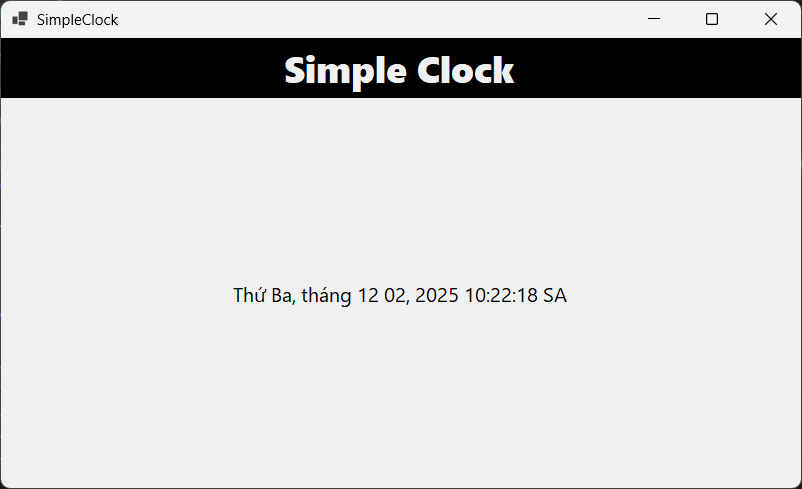 SimpleClock
Simple Clock
Thứ Ba, tháng 12 02, 2025 10:22:18 SA